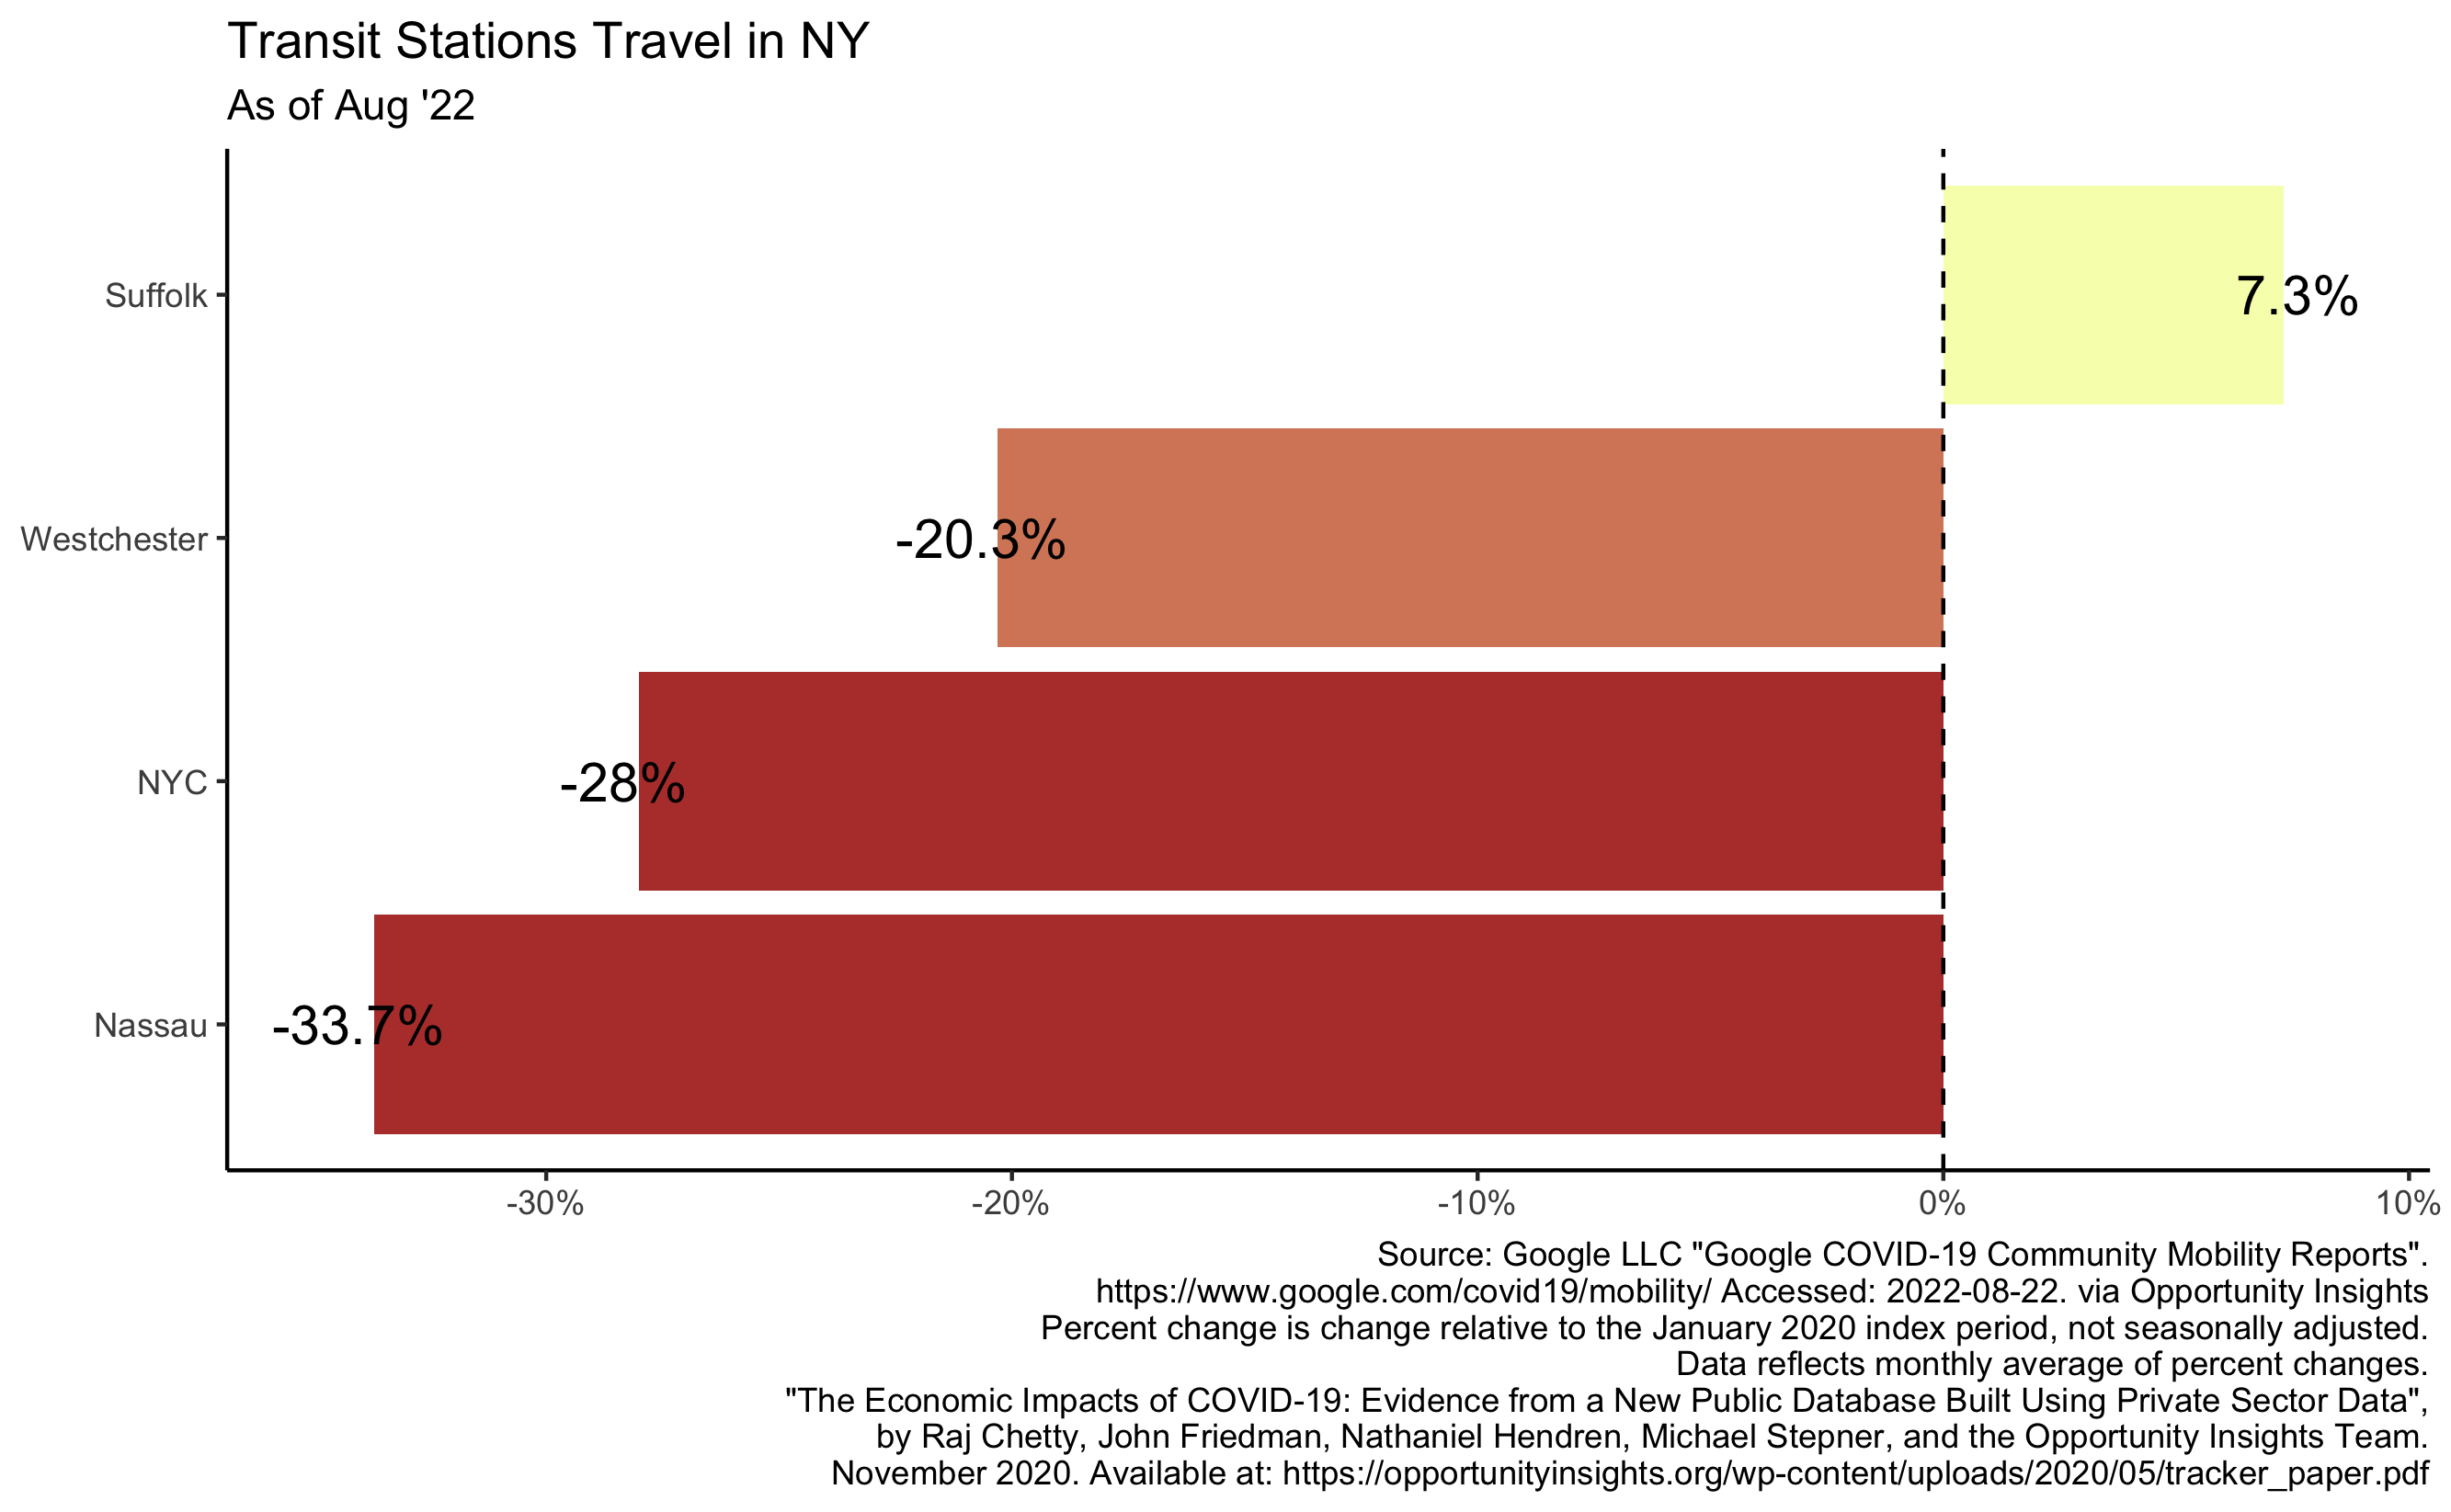 Transit Stations Travel in NY
As of Aug '22
Suffolk
7.3%
Westchester
-20.3%
NYC
-28%
Nassau
-33.7%
-30%
-20%
-10%
0%
10%
Source: Google LLC "Google COVID-19 Community Mobility Reports".
https://www.google.com/covid19/mobility/ Accessed: 2022-08-22. via Opportunity Insights
Percent change is change relative to the January 2020 index period, not seasonally adjusted.
Data reflects monthly average of percent changes.
"The Economic Impacts of COVID-19: Evidence from a New Public Database Built Using Private Sector Data",
by Raj Chetty, John Friedman, Nathaniel Hendren, Michael Stepner, and the Opportunity Insights Team.
November 2020. Available at: https://opportunityinsights.org/wp-content/uploads/2020/05/tracker_paper.pdf